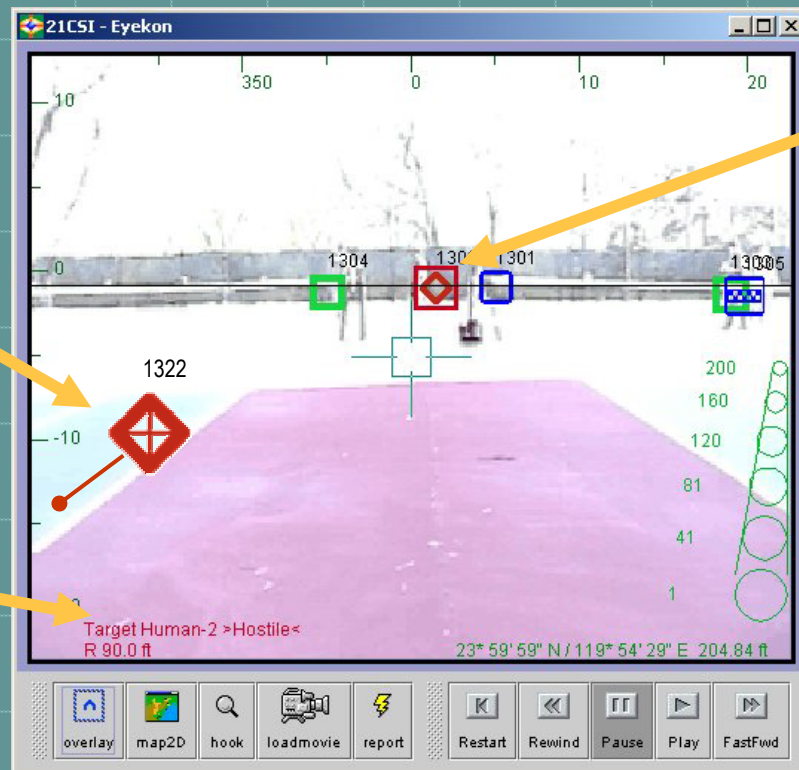 21CSI - Eyekon
350 0 10 20
10
0
-10
1304
1301
1305
1322
200
160
120
81
41
1
Target Human-2 >Hostile<
R 90.0 ft
23* 59' 59" N / 119* 54' 29" E 204.84 ft
overlay map2D hook loadmovie report Restart Rewind Pause Play FastFwd